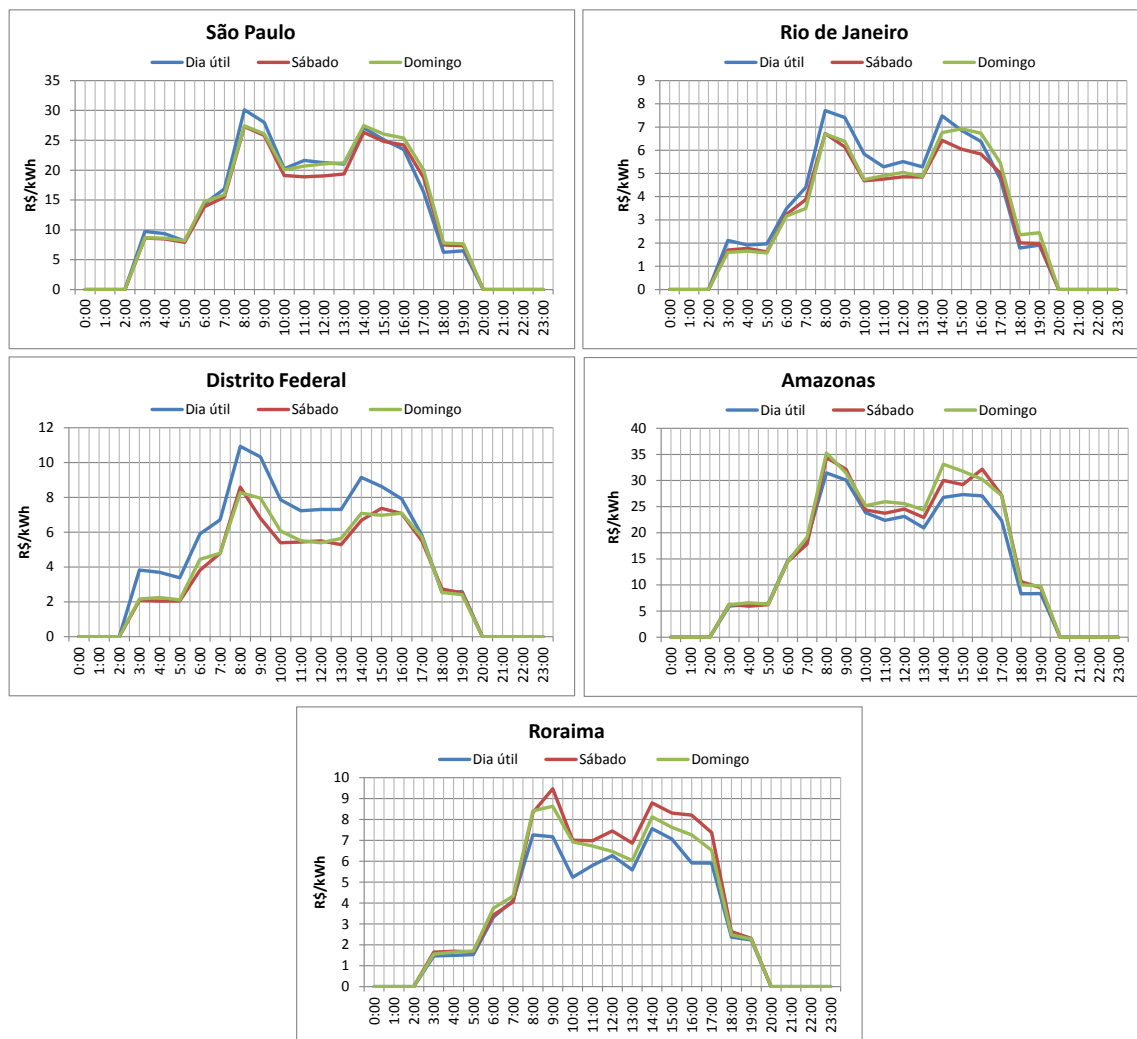 São Paulo
Dia útil Sábado Domingo
R$/kWh
35
30
25
20
15
10
5
0
0:00 1:00 2:00 3:00 4:00 5:00 6:00 7:00 8:00 9:00 10:00 11:00 12:00 13:00 14:00 15:00 16:00 17:00 18:00 19:00 20:00 21:00 22:00 23:00
Rio de Janeiro
Dia útil Sábado Domingo
R$/kWh
9
8
7
6
5
4
3
2
1
0
0:00 1:00 2:00 3:00 4:00 5:00 6:00 7:00 8:00 9:00 10:00 11:00 12:00 13:00 14:00 15:00 16:00 17:00 18:00 19:00 20:00 21:00 22:00 23:00
Distrito Federal
Dia útil Sábado Domingo
R$/kWh
12
10
8
6
4
2
0
0:00 1:00 2:00 3:00 4:00 5:00 6:00 7:00 8:00 9:00 10:00 11:00 12:00 13:00 14:00 15:00 16:00 17:00 18:00 19:00 20:00 21:00 22:00 23:00
Amazonas
Dia útil Sábado Domingo
R$/kWh
40
35
30
25
20
15
10
5
0
0:00 1:00 2:00 3:00 4:00 5:00 6:00 7:00 8:00 9:00 10:00 11:00 12:00 13:00 14:00 15:00 16:00 17:00 18:00 19:00 20:00 21:00 22:00 23:00
Roraima
Dia útil Sábado Domingo
R$/kWh
10
9
8
7
6
5
4
3
2
1
0
0:00 1:00 2:00 3:00 4:00 5:00 6:00 7:00 8:00 9:00 10:00 11:00 12:00 13:00 14:00 15:00 16:00 17:00 18:00 19:00 20:00 21:00 22:00 23:00